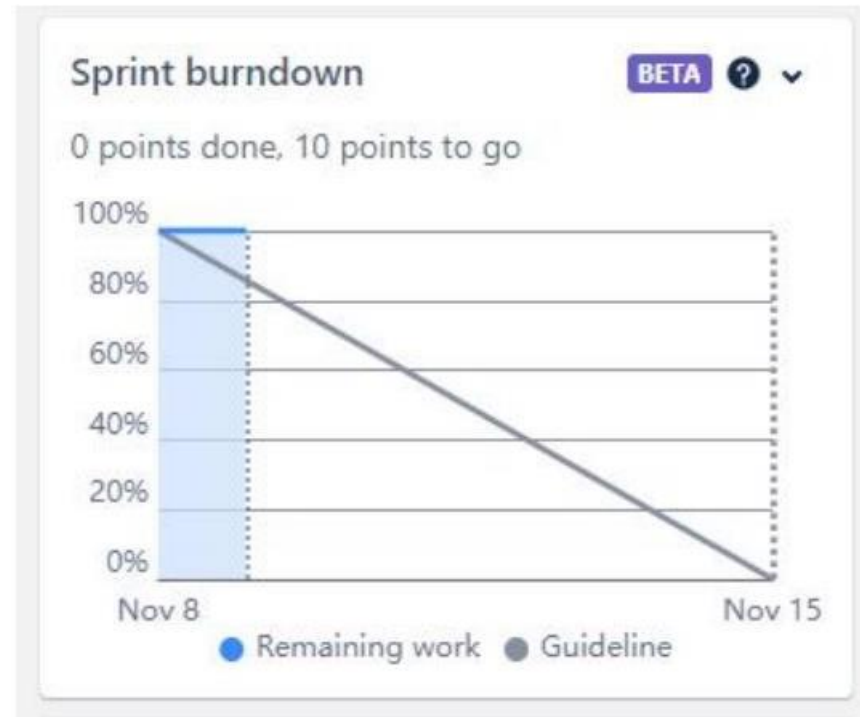 Sprint burndown BETA ?
0 points done, 10 points to go
100%
80%
60%
40%
20%
0%
Nov 8 Nov 15
Remaining work Guideline